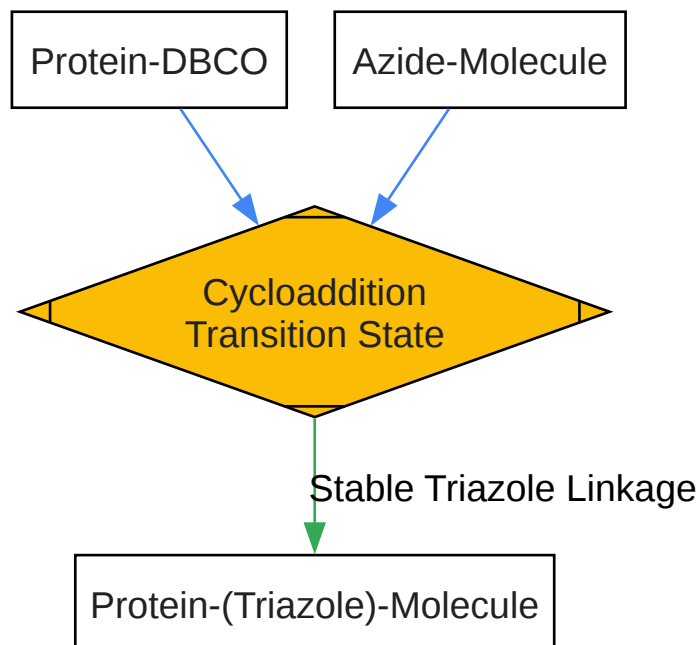 Protein-DBCO
Azide-Molecule
Cycloaddition
Transition State
Stable Triazole Linkage
Protein-(Triazole)-Molecule